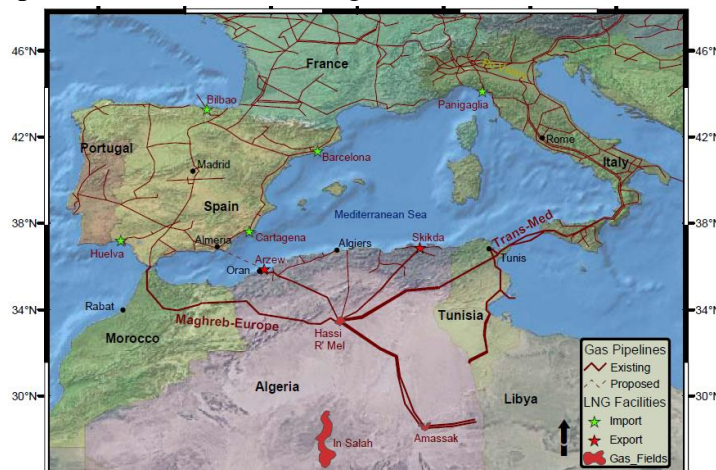 46°N
46°N
France
Bilbao
Panigaglia
42°N
42°N
Portugal
Madrid
Barcelona
Rome
Italy
Spain
38°N
38°N
Mediterranean Sea
Almeria
Cartagena
Huelva
Algiers
Skikda
Trans-Med
Arzew
Oran
Tunis
34°N
34°N
Rabat
Maghreb-Europe
Morocco
Hassi
R' Mel
Tunisia
30°N
30°N
Algeria
Libya
In Salah
Amassak
Gas Pipelines
Existing
Proposed
LNG Facilities
Import
Export
Gas_Fields